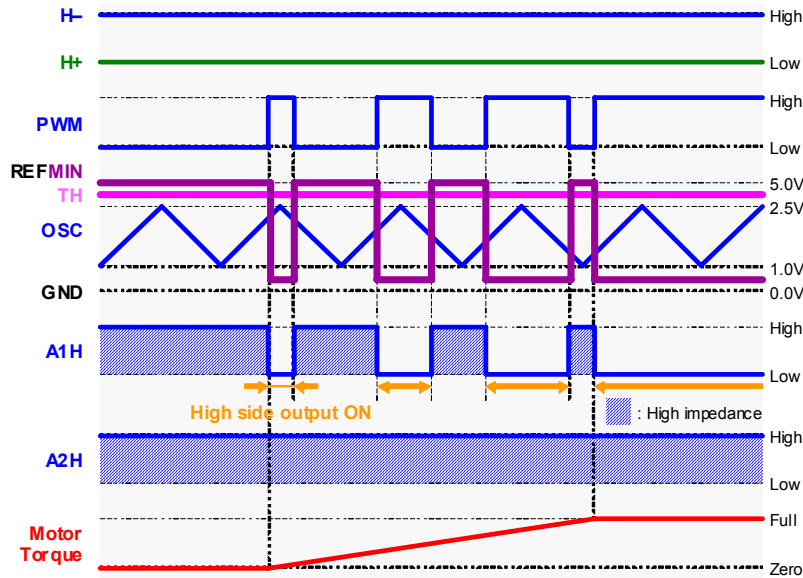 H–
High
H+
Low
High
PWM
Low
REFMIN
5.0V
TH
2.5V
OSC
1.0V
GND
0.0V
High
A1H
Low
High side output ON
: High impedance
High
A2H
Low
Full
Motor
Torque
Zero